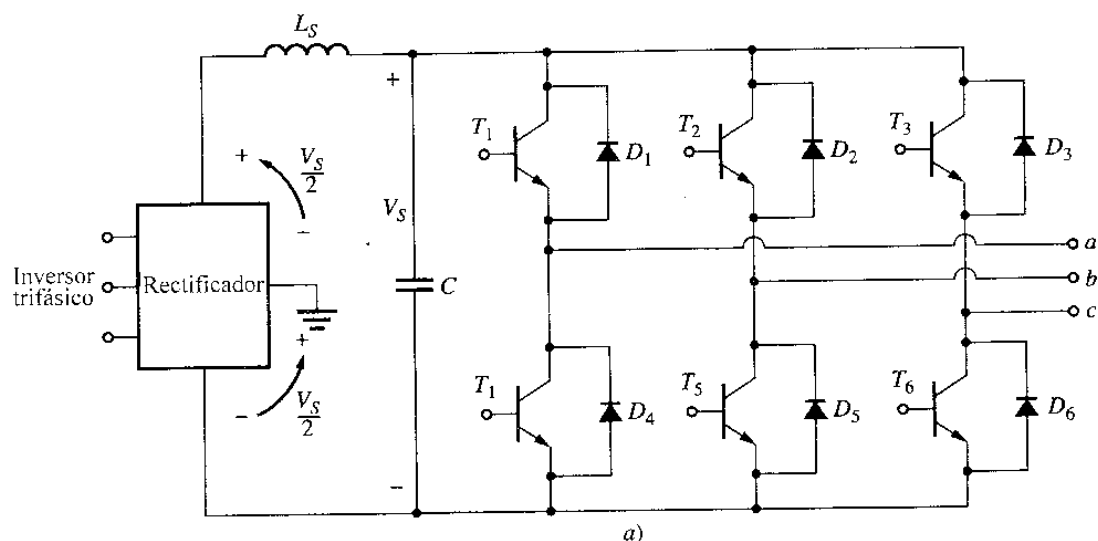 L_S
+
T_1
D_1
T_2
D_2
T_3
D_3
+
V_S/2
−
V_S
a
Inversor trifásico
Rectificador
C
b
c
+
V_S/2
−
T_1
D_4
T_5
D_5
T_6
D_6
−
a)